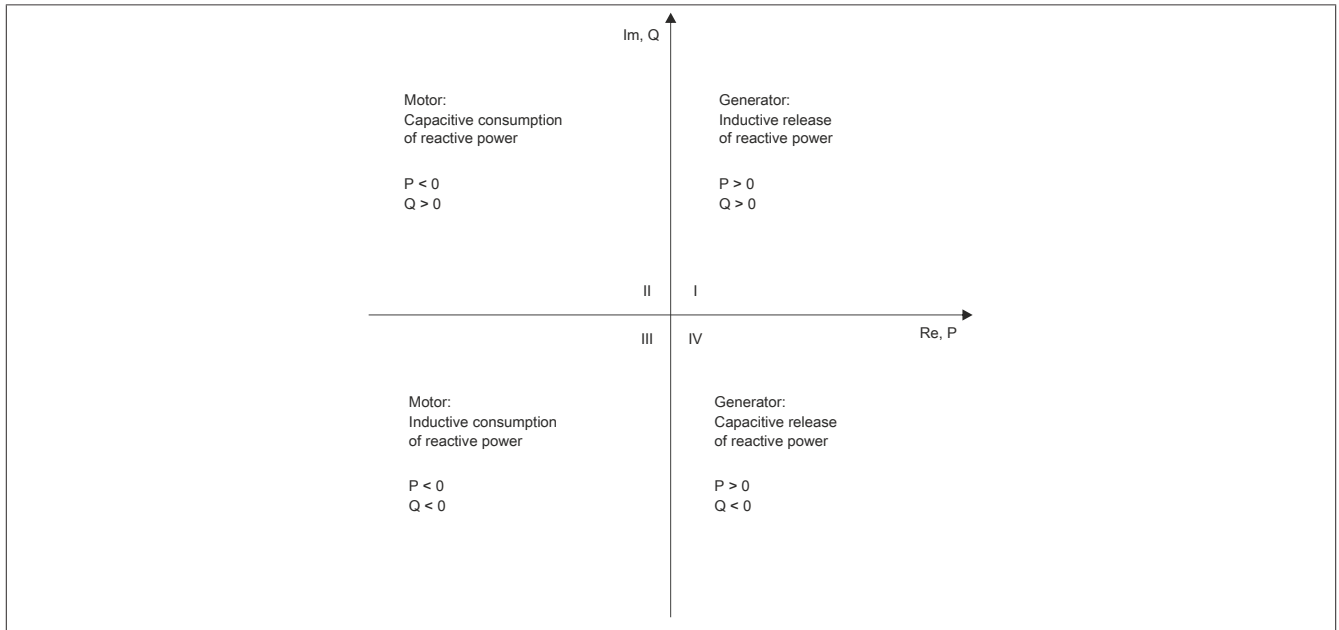 Im, Q
Motor:
Capacitive consumption
of reactive power
P < 0
Q > 0
Generator:
Inductive release
of reactive power
P > 0
Q > 0
II
I
III
IV
Re, P
Motor:
Inductive consumption
of reactive power
P < 0
Q < 0
Generator:
Capacitive release
of reactive power
P > 0
Q < 0